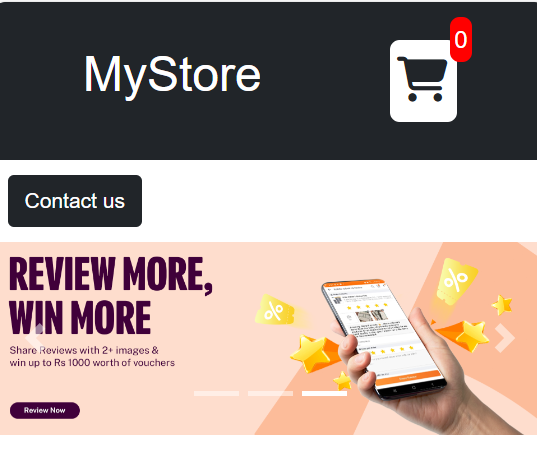 MyStore
0
Contact us
REVIEW MORE,
WIN MORE
Share Reviews with 2+ images &
win up to Rs 1000 worth of vouchers
Review Now
%
%